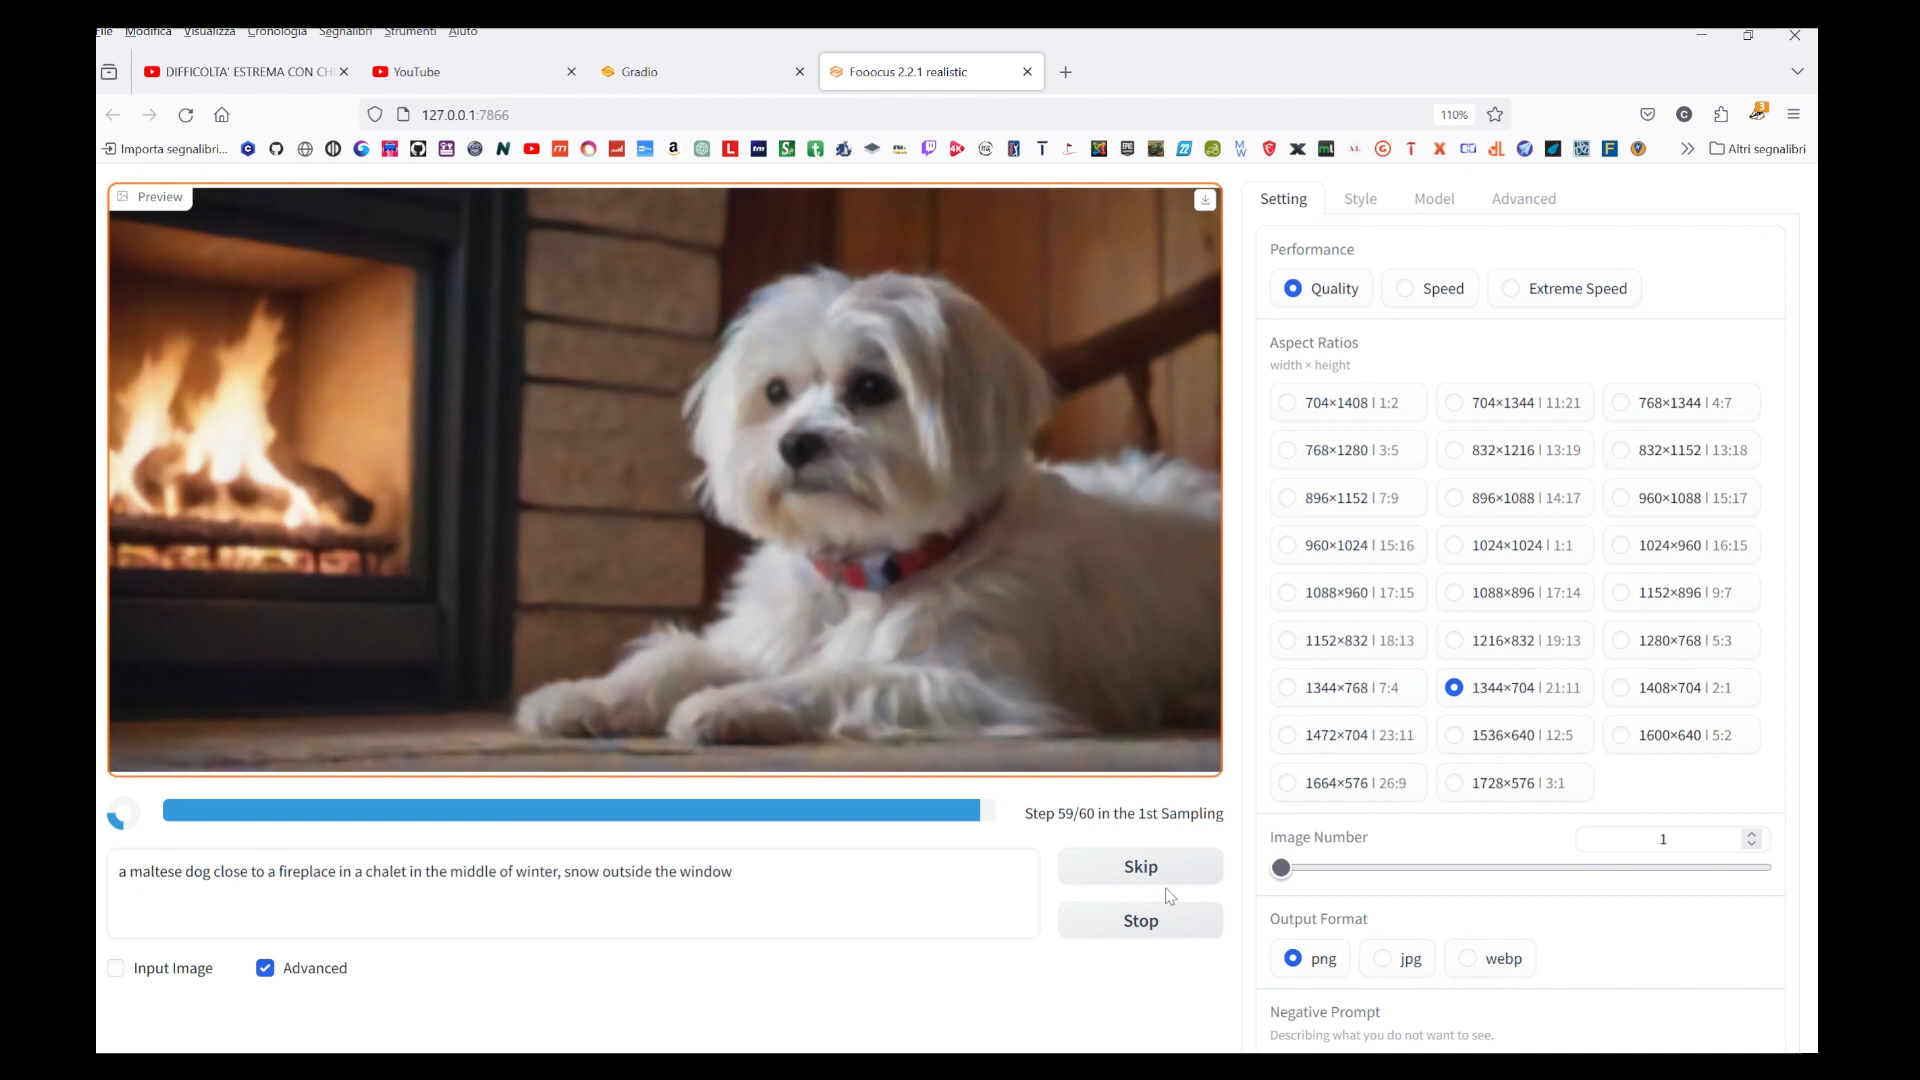 File Modifica Visualizza Cronologia Segnalibri Strumenti Aiuto
DIFFICOLTA' ESTREMA CON CHI
YouTube
Gradio
Fooocus 2.2.1 realistic
127.0.0.1:7866
110%
Importa segnalibri...
Altri segnalibri
Preview
Setting Style Model Advanced
Performance
Quality Speed Extreme Speed
Aspect Ratios
width × height
704×1408 | 1:2 704×1344 | 11:21 768×1344 | 4:7
768×1280 | 3:5 832×1216 | 13:19 832×1152 | 13:18
896×1152 | 7:9 896×1088 | 14:17 960×1088 | 15:17
960×1024 | 15:16 1024×1024 | 1:1 1024×960 | 16:15
1088×960 | 17:15 1088×896 | 17:14 1152×896 | 9:7
1152×832 | 18:13 1216×832 | 19:13 1280×768 | 5:3
1344×768 | 7:4 1344×704 | 21:11 1408×704 | 2:1
1472×704 | 23:11 1536×640 | 12:5 1600×640 | 5:2
1664×576 | 26:9 1728×576 | 3:1
Step 59/60 in the 1st Sampling
a maltese dog close to a fireplace in a chalet in the middle of winter, snow outside the window
Skip
Stop
Input Image
Advanced
Image Number
1
Output Format
png jpg webp
Negative Prompt
Describing what you do not want to see.